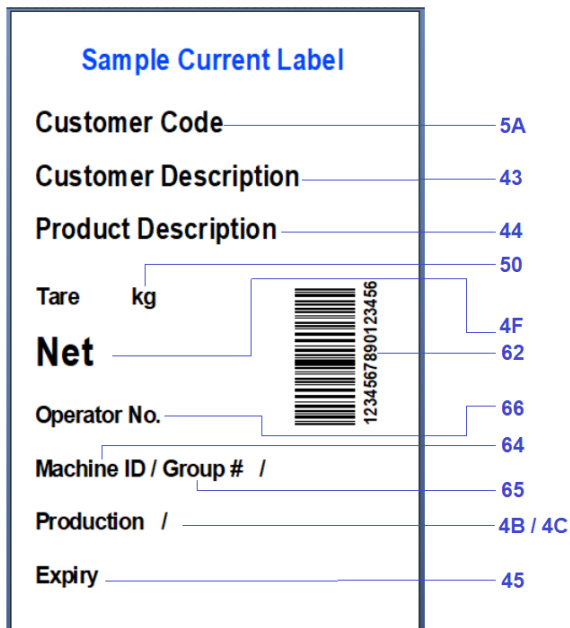 Sample Current Label
Customer Code 5A
Customer Description 43
Product Description 44
50
Tare kg
4F
Net 62
1234567890123456
66
Operator No.
64
Machine ID / Group # /
65
Production / 4B / 4C
Expiry 45